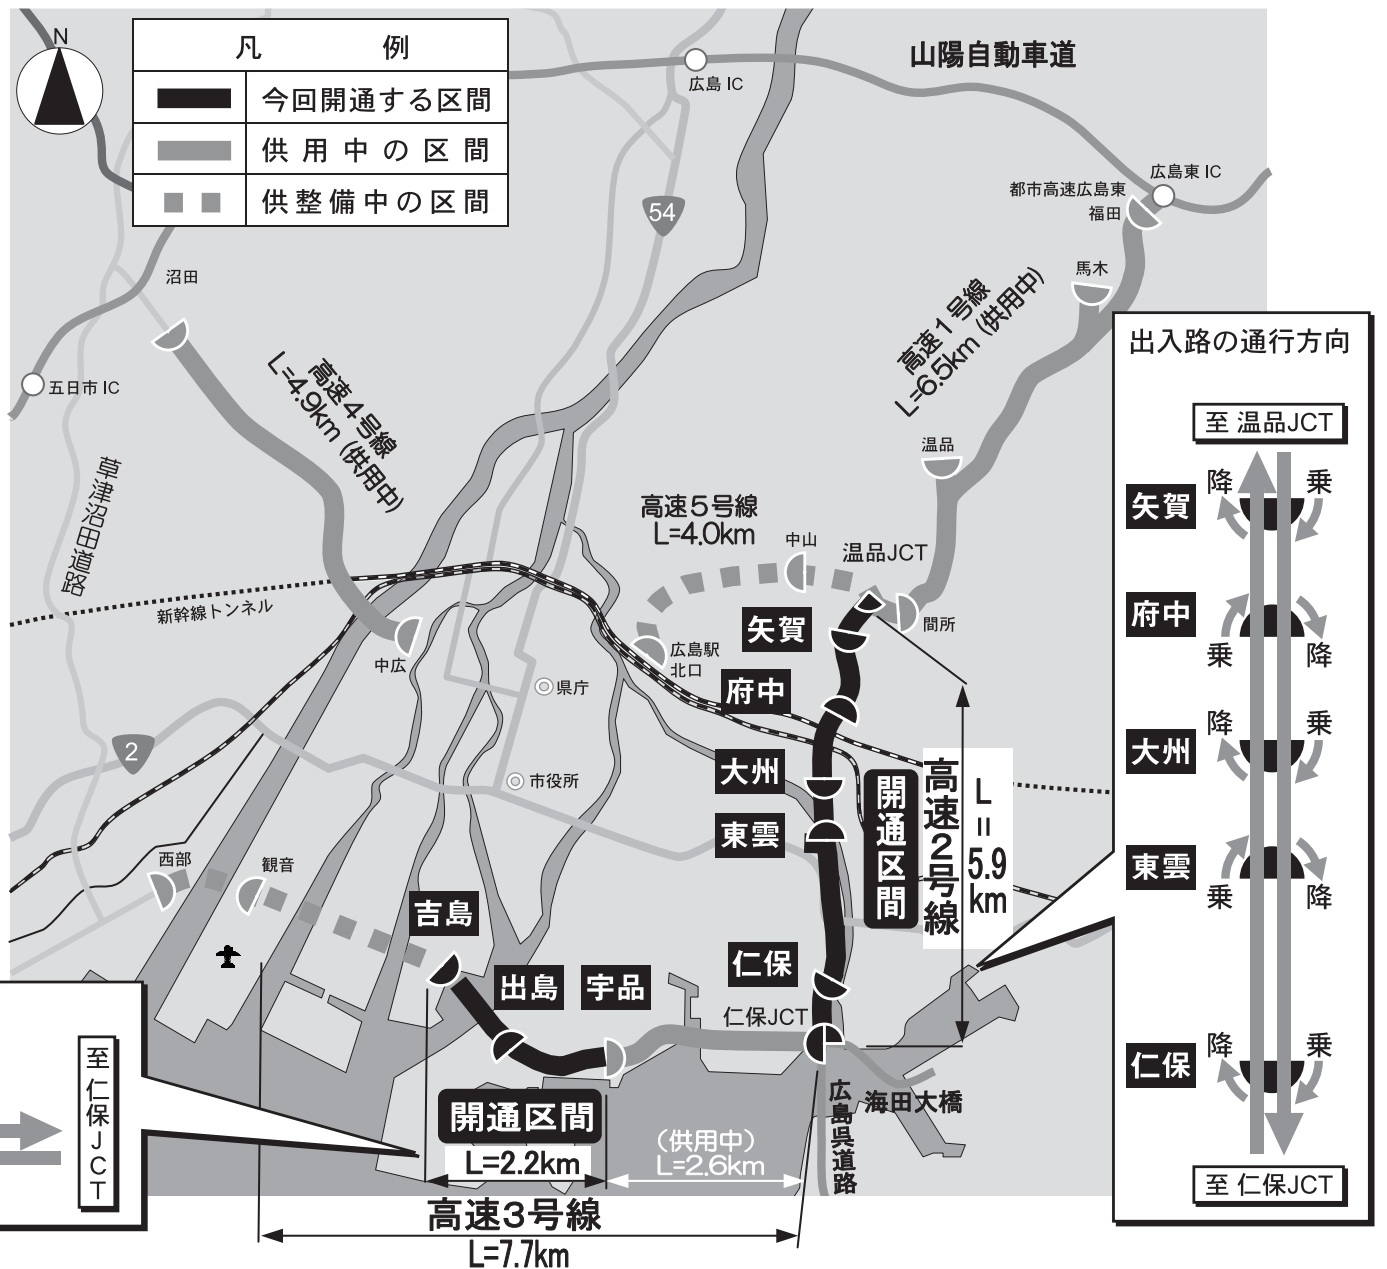 N
凡 例
今回開通する区間
供用中の区間
供整備中の区間
山陽自動車道
広島 IC
広島東 IC
都市高速広島東
福田
馬木
54
沼田
五日市 IC
高速4号線
L=4.9km (供用中)
高速1号線
L=6.5km (供用中)
草津沼田道路
温品
高速5号線
L=4.0km
中山
温品JCT
間所
新幹線トンネル
中広
広島駅
北口
矢賀
府中
県庁
2
市役所
大州
東雲
開通区間
高速2号線
L=5.9km
西部
観音
吉島
出島
宇品
仁保
仁保JCT
海田大橋
広島呉道路
開通区間
L=2.2km
(供用中)
L=2.6km
高速3号線
L=7.7km
至 仁保JCT
出入路の通行方向
至 温品JCT
矢賀
降 乗
府中
乗 降
大州
降 乗
東雲
乗 降
仁保
降 乗
至 仁保JCT